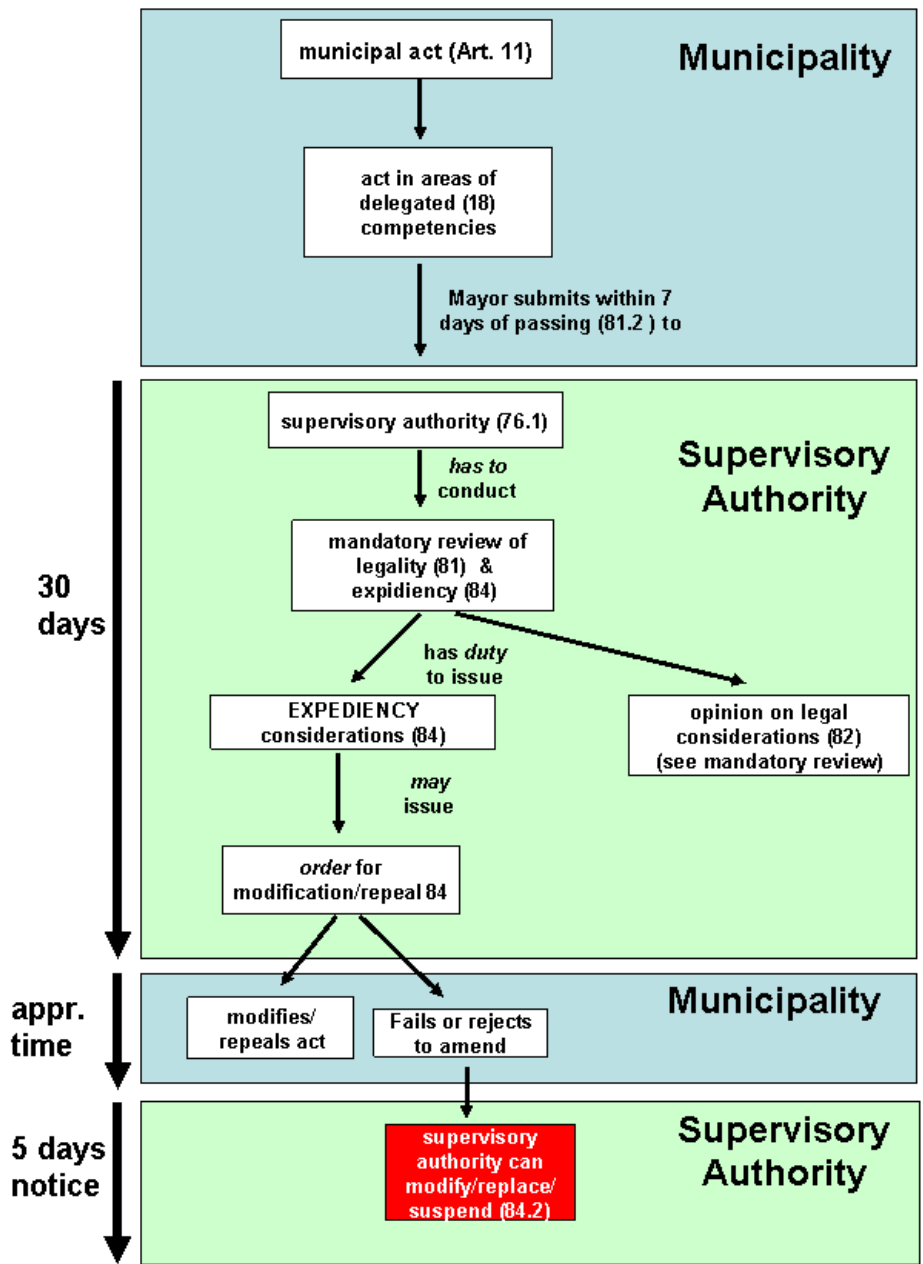 municipal act (Art. 11)
Municipality
act in areas of
delegated (18)
competencies
Mayor submits within 7
days of passing (81.2 ) to
supervisory authority (76.1)
Supervisory
Authority
has to
conduct
mandatory review of
legality (81) &
expidiency (84)
30
days
has duty
to issue
EXPEDIENCY
considerations (84)
opinion on legal
considerations (82)
(see mandatory review)
may
issue
order for
modification/repeal 84
appr.
time
Municipality
modifies/
repeals act
Fails or rejects
to amend
5 days
notice
Supervisory
Authority
supervisory
authority can
modify/replace/
suspend (84.2)